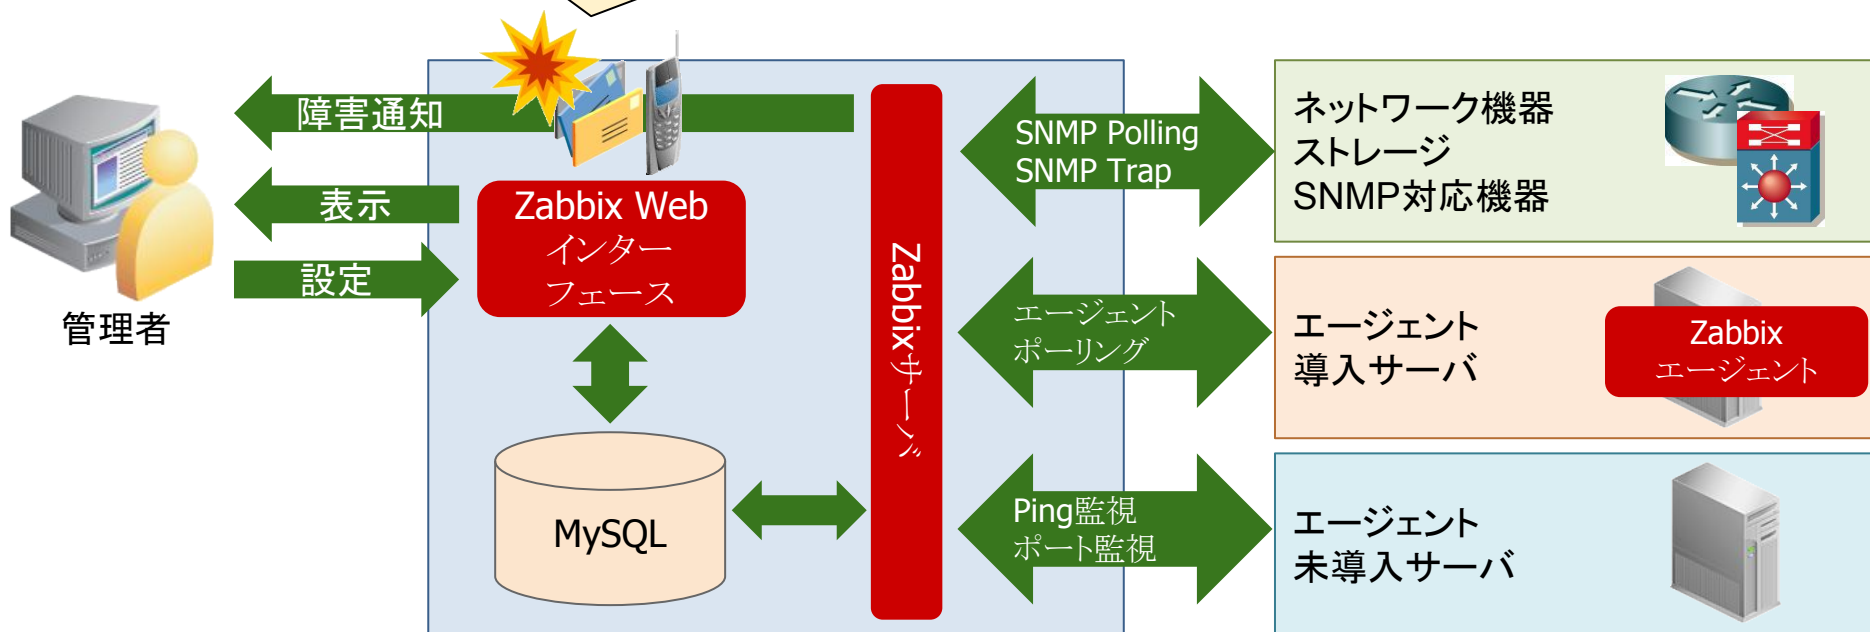 障害通知
表示
設定
管理者
Zabbix Web
インター
フェース
MySQL
Zabbixサーバ
SNMP Polling
SNMP Trap
エージェント
ポーリング
Ping監視
ポート監視
ネットワーク機器
ストレージ
SNMP対応機器
エージェント
導入サーバ
Zabbix
エージェント
エージェント
未導入サーバ